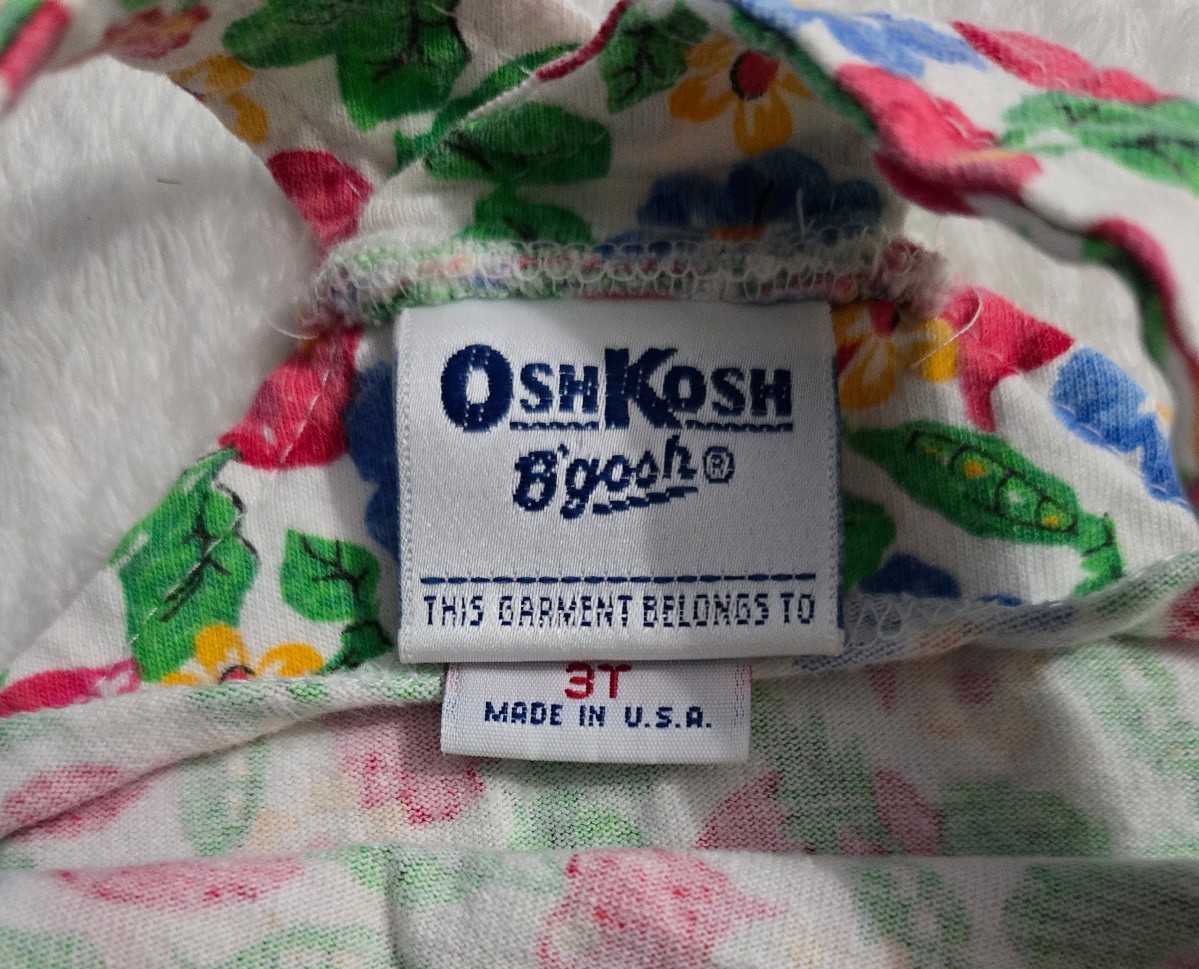 OSHKOSH
B'gosh®
THIS GARMENT BELONGS TO
3T
MADE IN U.S.A.